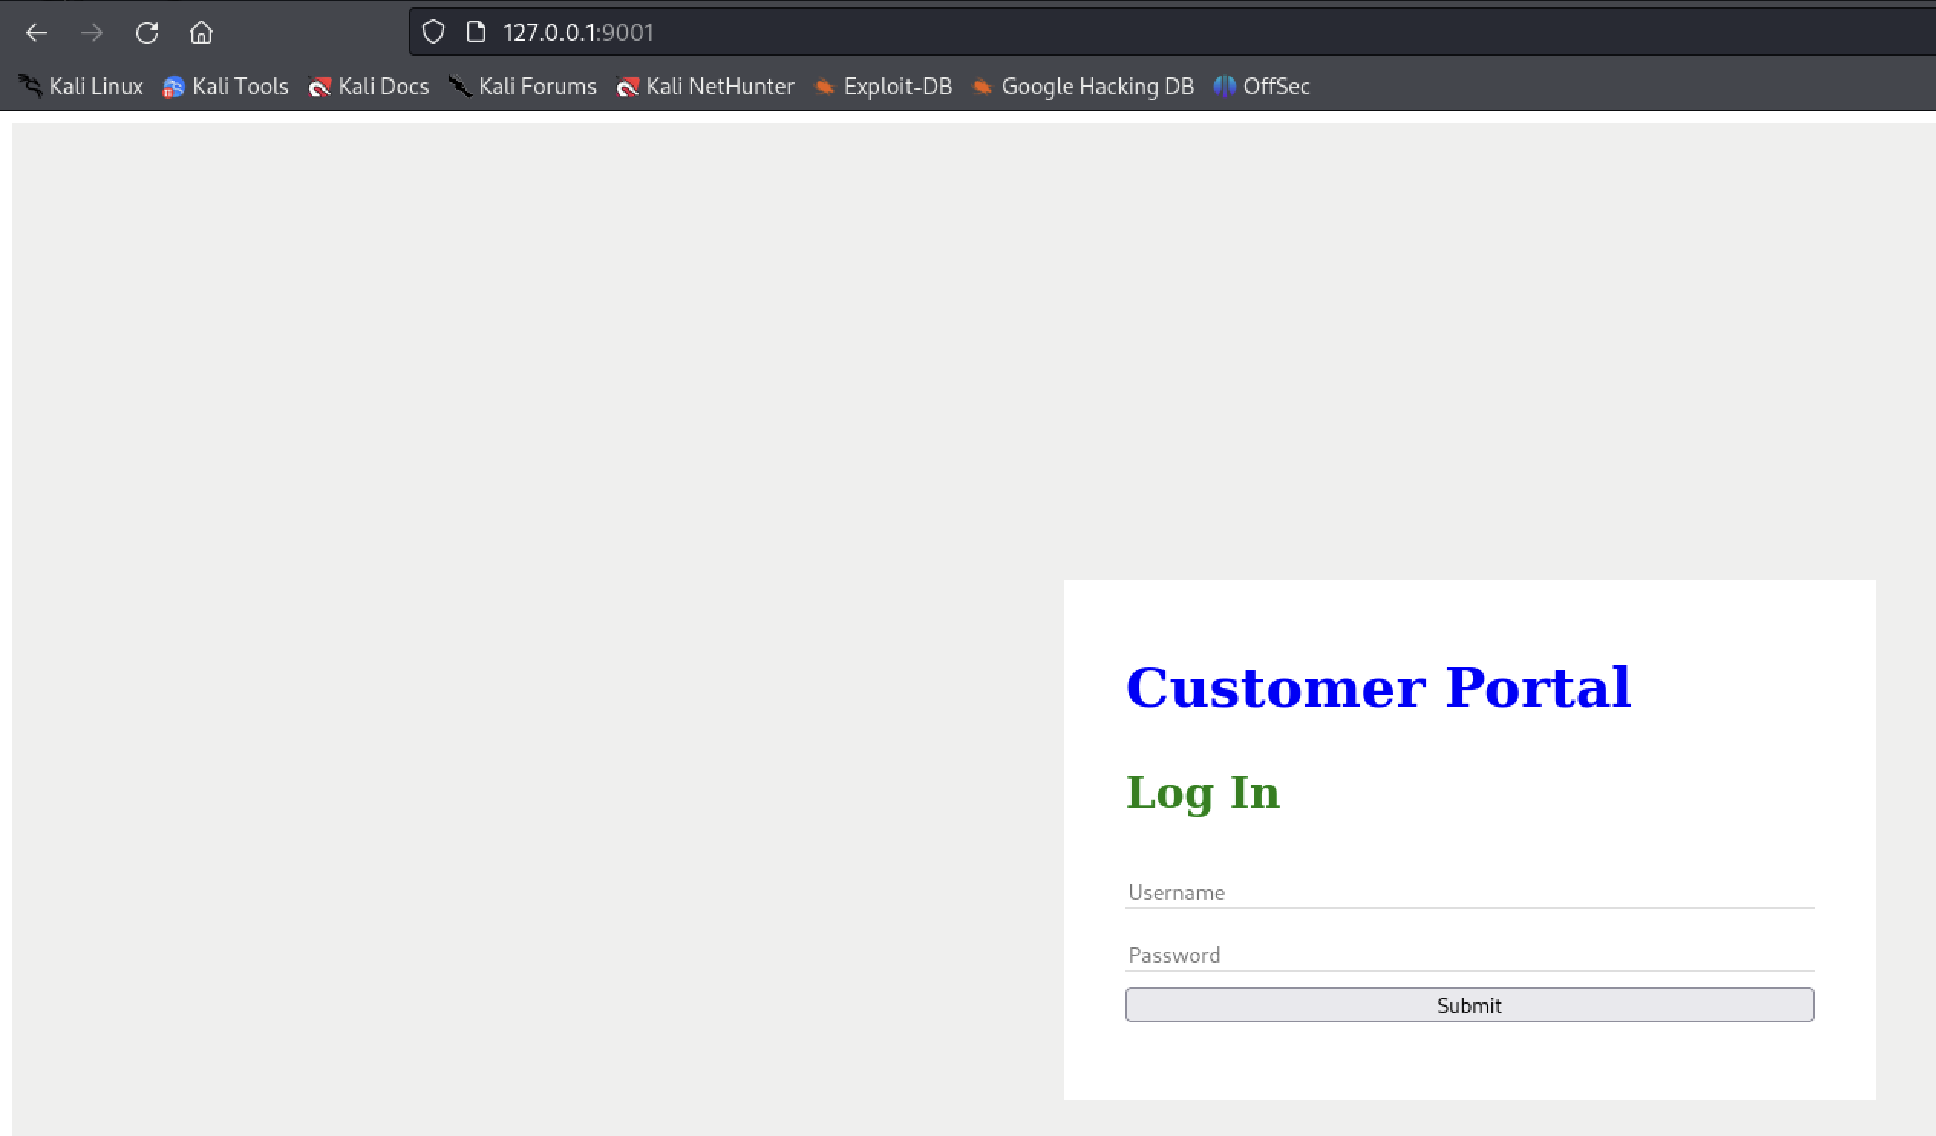 127.0.0.1:9001
Kali Linux Kali Tools Kali Docs Kali Forums Kali NetHunter Exploit-DB Google Hacking DB OffSec
Customer Portal
Log In
Username
Password
Submit